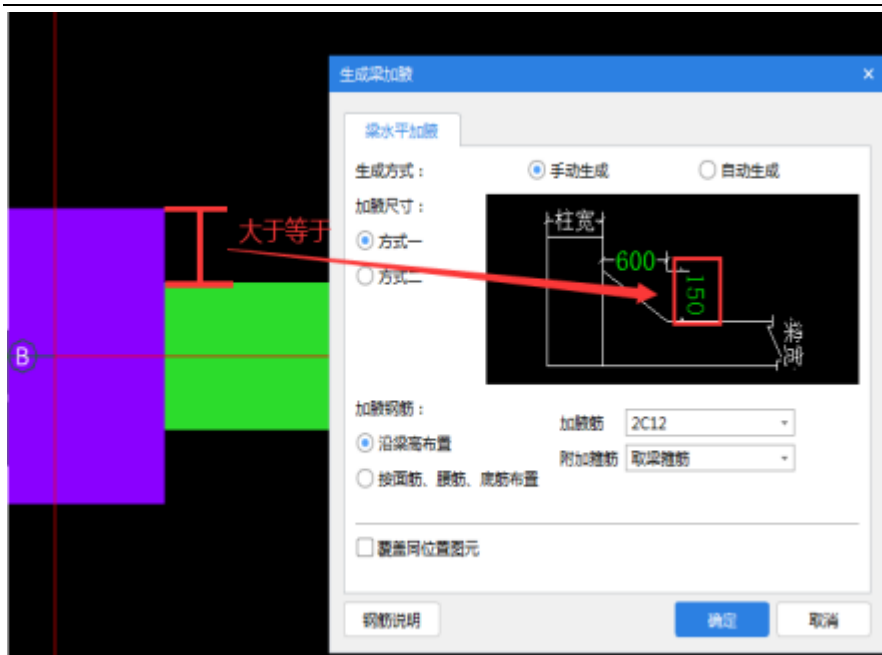 生成梁加腋
×
梁水平加腋
生成方式：
手动生成
自动生成
大于等于
加腋尺寸：
方式一
方式二
柱宽
600
150
梁宽
B
加腋钢筋：
沿梁高布置
按面筋、腰筋、底筋布置
加腋筋
2C12
附加箍筋
取梁箍筋
覆盖同位置图元
钢筋说明
确定
取消